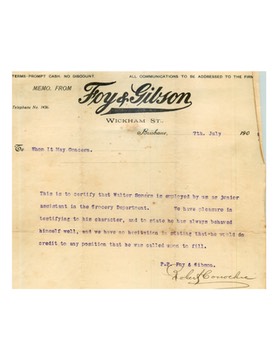 TERMS: PROMPT CASH. NO DISCOUNT. ALL COMMUNICATIONS TO BE ADDRESSED TO THE FIRM
MEMO. FROM
Foy & Gibson
WICKHAM ST.
Telephone No. 1436.
Brisbane, 9th. July 190
To Whom It May Concern.
This is to certify that Walter is employed by us as junior
assistant in the Grocery Department. We have pleasure in
testifying to his character, and to state he has always behaved
himself well, and we have no hesitation in stating that he would do
credit to any position that he was called upon to fill.
P.P. Foy & Gibson.
Robert Conochie